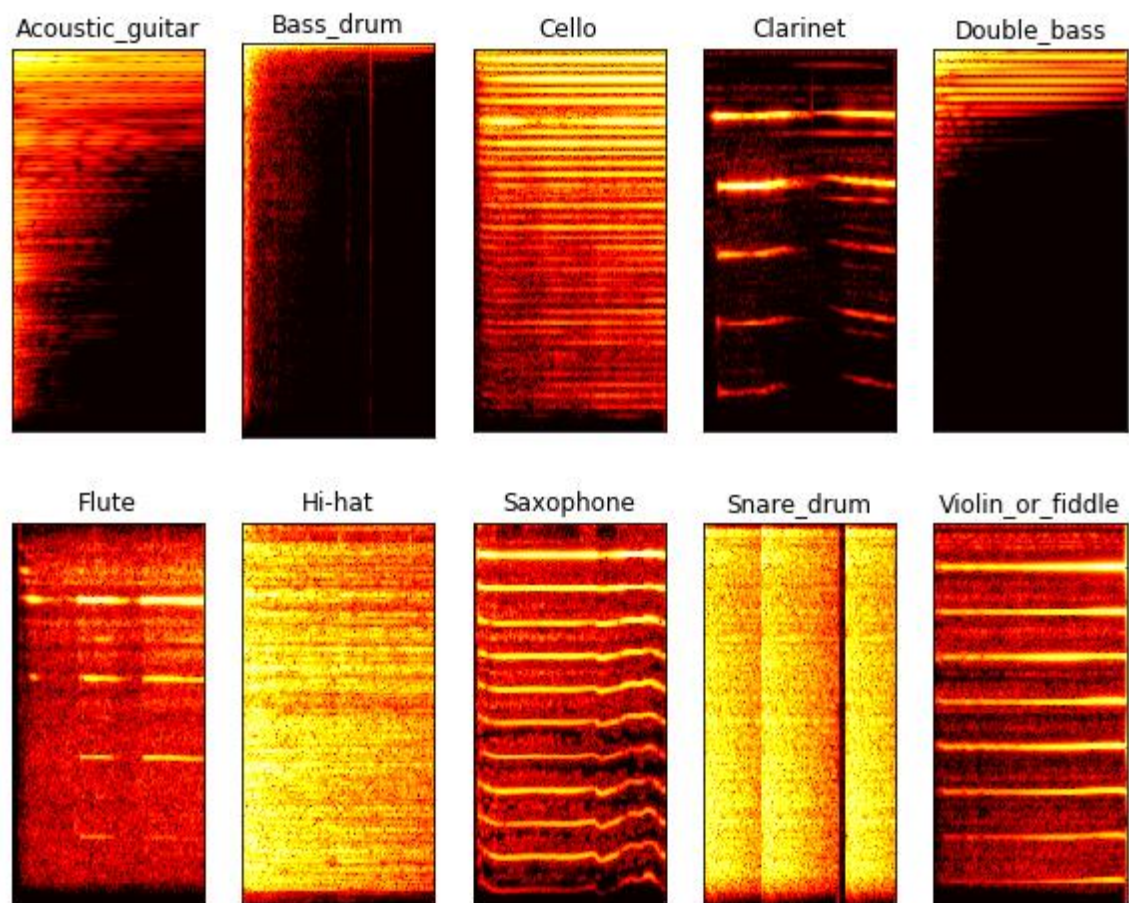 Acoustic_guitar Bass_drum Cello Clarinet Double_bass
Flute Hi-hat Saxophone Snare_drum Violin_or_fiddle